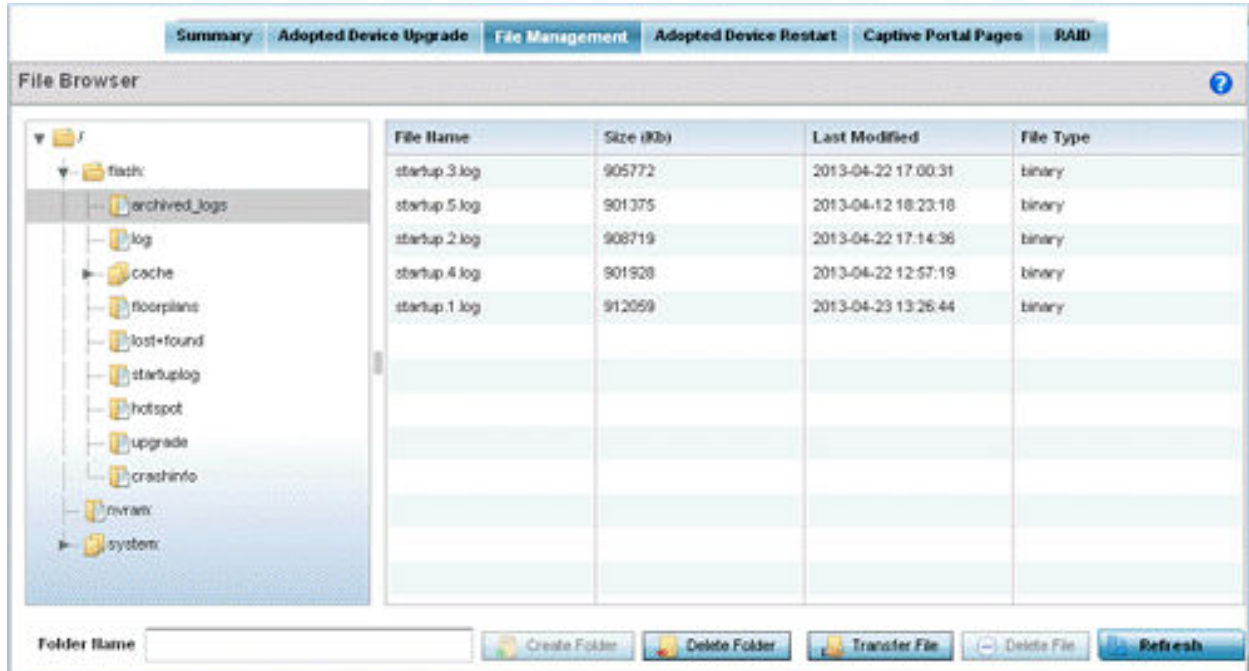 Summary Adopted Device Upgrade File Management Adopted Device Restart Captive Portal Pages RAID
File Browser
/
flash:
archived_logs
log
cache
floorplans
lost+found
startuplog
hotspot
upgrade
crashinfo
nvram:
system:
File Name Size (Kb) Last Modified File Type
startup.3.log 905772 2013-04-22 17:00:31 binary
startup.5.log 901375 2013-04-12 18:23:18 binary
startup.2.log 908719 2013-04-22 17:14:36 binary
startup.4.log 901928 2013-04-22 12:57:19 binary
startup.1.log 912059 2013-04-23 13:26:44 binary
Folder Name Create Folder Delete Folder Transfer File Delete File Refresh